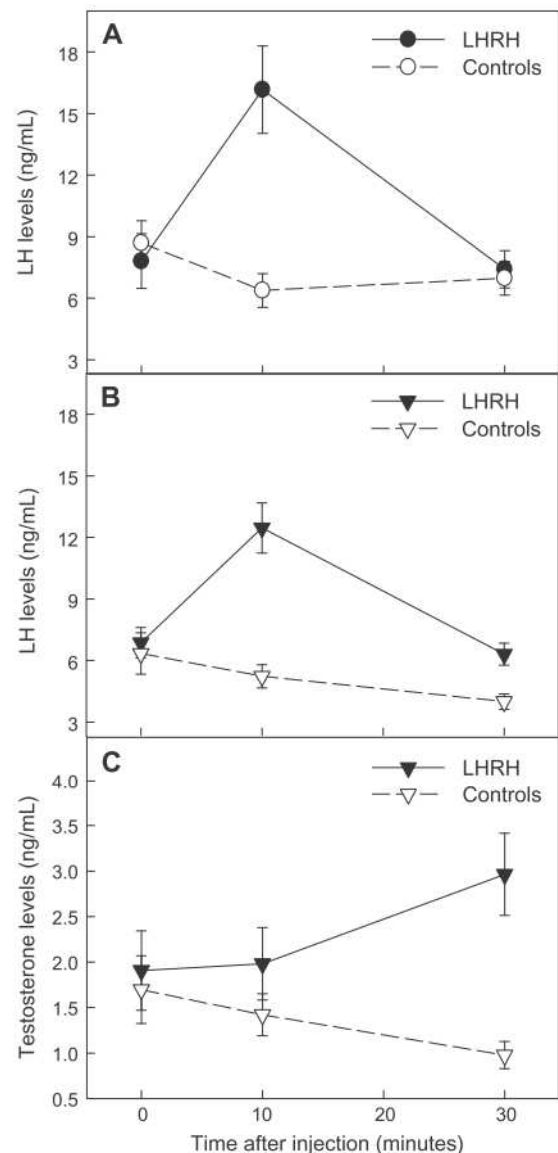 A
LHRH
Controls
18
15
12
9
6
3
LH levels (ng/mL)
B
LHRH
Controls
18
15
12
9
6
3
LH levels (ng/mL)
C
LHRH
Controls
4.0
3.5
3.0
2.5
2.0
1.5
1.0
0.5
Testosterone levels (ng/mL)
0 10 20 30
Time after injection (minutes)